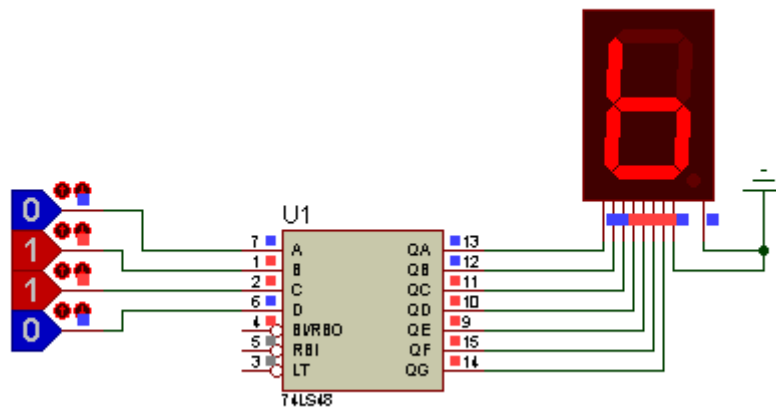 0
1
1
0
U1
7 A QA 13
1 B QB 12
2 C QC 11
6 D QD 10
4 BI/RBO QE 9
5 RBI QF 15
3 LT QG 14
74LS48